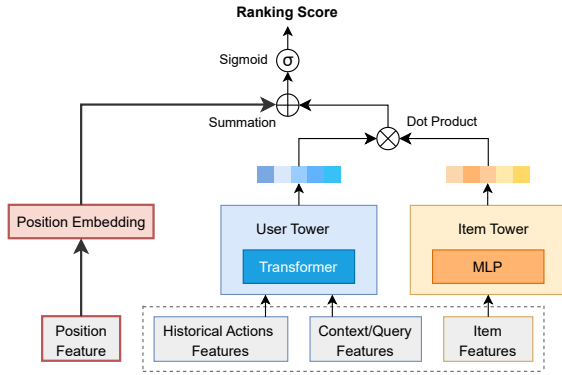 Ranking Score
Sigmoid
σ
Summation
Dot Product
Position Embedding
User Tower
Transformer
Item Tower
MLP
Position
Feature
Historical Actions
Features
Context/Query
Features
Item
Features